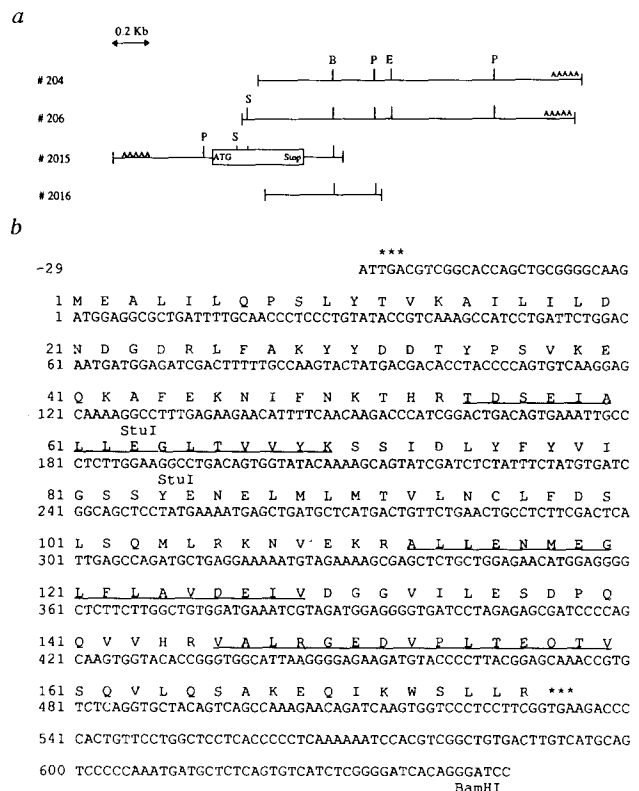 a
0.2 Kb
B P E P
# 204 AAAAA
S
# 206 AAAAA
P S
# 2015 AAAAA ATG Stop
# 2016
b
***
-29 ATTGACGTCGGCACCAGCTGCGGGGCAAG
1 M E A L I L Q P S L Y T V K A I L I L D
1 ATGGAGGCGCTGATTTTGCAACCCTCCCTGTATACCGTCAAAGCCATCCTGATTCTGGAC
21 N D G D R L F A K Y Y D D T Y P S V K E
61 AATGATGGAGATCGACTTTTTGCCAAGTACTATGACGACACCTACCCCAGTGTCAAGGAG
41 Q K A F E K N I F N K T H R T D S E I A
121 CAAAAGGCCTTTGAGAAGAACATTTTCAACAAGACCCATCGGACTGACAGTGAAATTGCC
StuI
61 L L E G L T V V Y K S S I D L Y F Y V I
181 CTCTTGGAAGGCCTGACAGTGGTATACAAAAGCAGTATCGATCTCTATTTCTATGTGATC
StuI
81 G S S Y E N E L M L M T V L N C L F D S
241 GGCAGCTCCTATGAAAATGAGCTGATGCTCATGACTGTTCTGAACTGCCTCTTCGACTCA
101 L S Q M L R K N V E K R A L L E N M E G
301 TTGAGCCAGATGCTGAGGAAAAATGTAGAAAAGCGAGCTCTGCTGGAGAACATGGAGGGG
121 L F L A V D E I V D G G V I L E S D P Q
361 CTCTTCTTGGCTGTGGATGAAATCGTAGATGGAGGGGTGATCCTAGAGAGCGATCCCCAG
141 Q V V H R V A L R G E D V P L T E Q T V
421 CAAGTGGTACACCGGGTGGCATTAAGGGGAGAAGATGTACCCCTTACGGAGCAAACCGTG
161 S Q V L Q S A K E Q I K W S L L R ***
481 TCTCAGGTGCTACAGTCAGCCAAAGAACAGATCAAGTGGTCCCTCCTTCGGTGAAGACCC
541 CACTGTTCCTGGCTCCTCACCCCCTCAAAAAATCCACGTCGGCTGTGACTTGTCATGCAG
600 TCCCCCAAATGATGCTCTCAGTGTCATCTCGGGGATCACAGGGATCC
BamHI